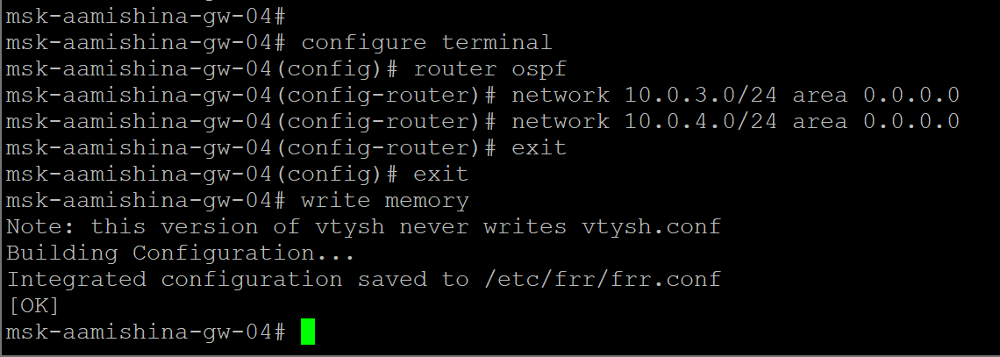 msk-aamishina-gw-04#
msk-aamishina-gw-04# configure terminal
msk-aamishina-gw-04(config)# router ospf
msk-aamishina-gw-04(config-router)# network 10.0.3.0/24 area 0.0.0.0
msk-aamishina-gw-04(config-router)# network 10.0.4.0/24 area 0.0.0.0
msk-aamishina-gw-04(config-router)# exit
msk-aamishina-gw-04(config)# exit
msk-aamishina-gw-04# write memory
Note: this version of vtysh never writes vtysh.conf
Building Configuration...
Integrated configuration saved to /etc/frr/frr.conf
[OK]
msk-aamishina-gw-04#